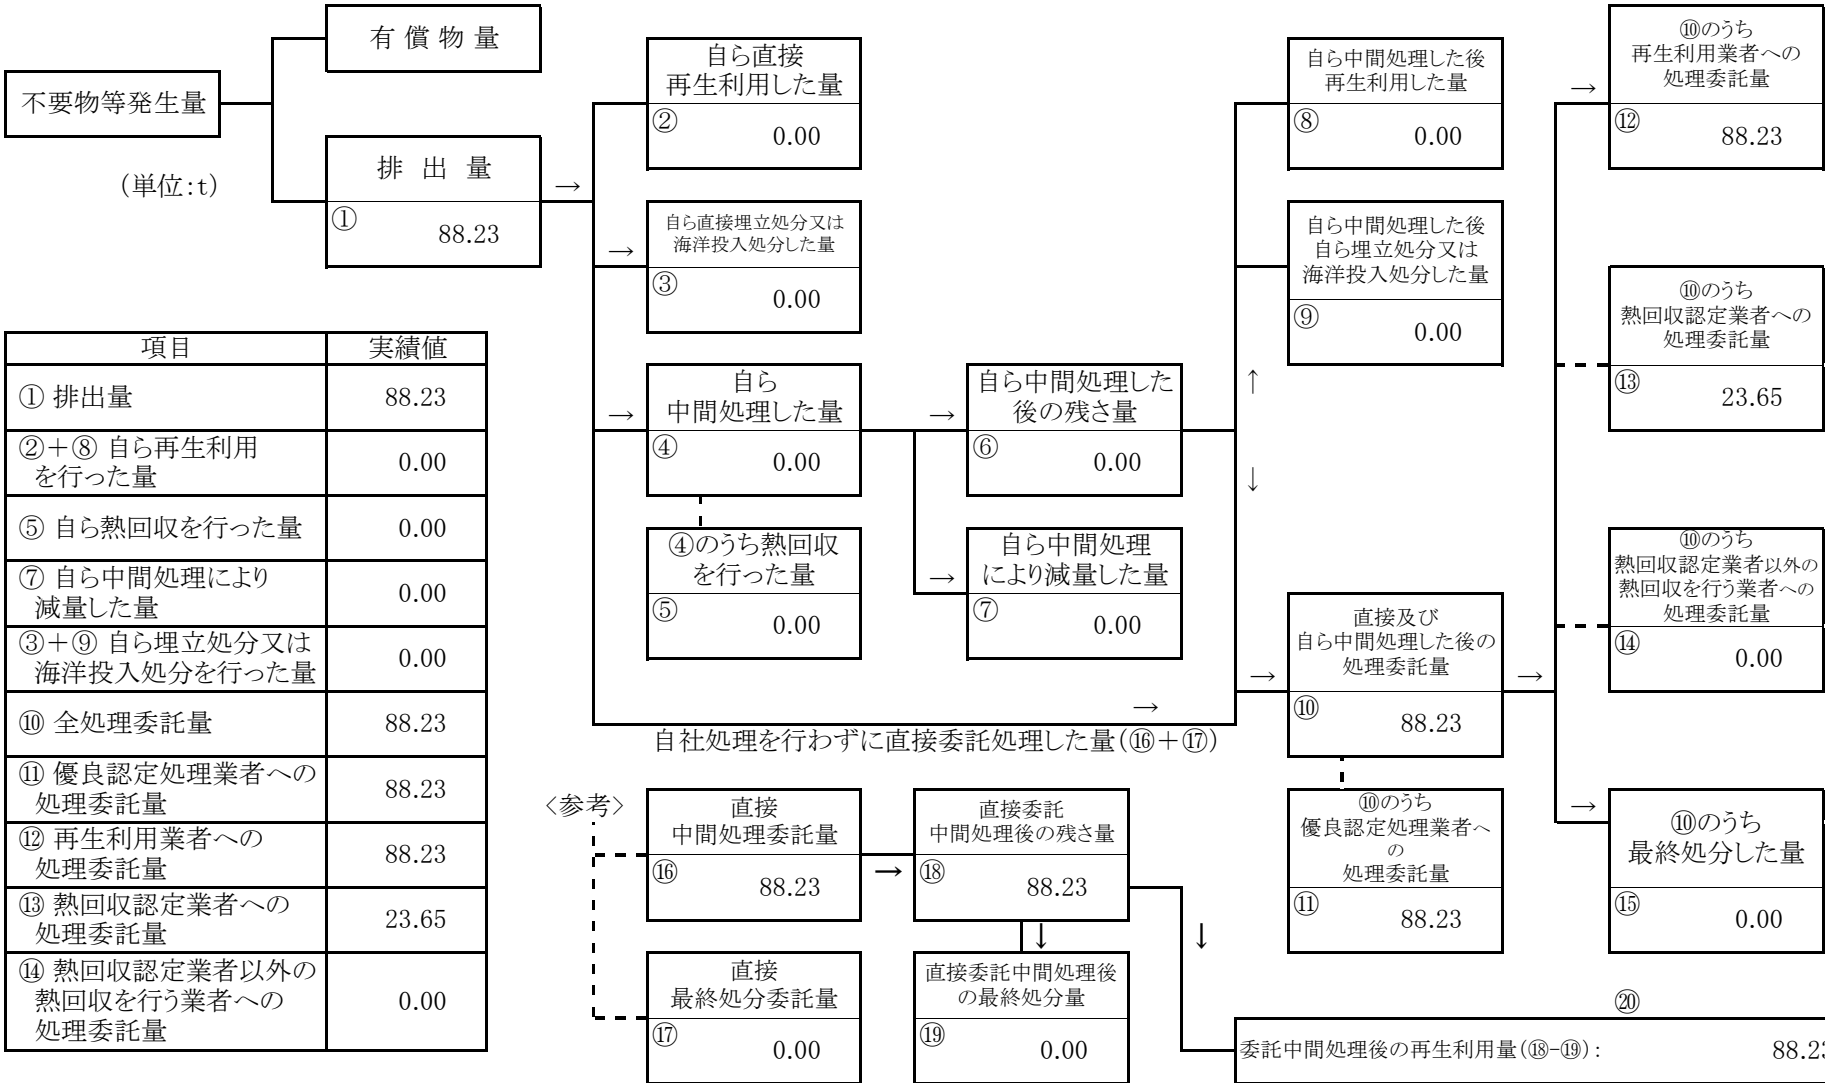 不要物等発生量
(単位:t)
有 償 物 量
排 出 量
① 88.23
→
自ら直接
再生利用した量
② 0.00
→
自ら直接埋立処分又は
海洋投入処分した量
③ 0.00
→
自ら
中間処理した量
④ 0.00
④のうち熱回収
を行った量
⑤ 0.00
→
自ら中間処理した
後の残さ量
⑥ 0.00
→
自ら中間処理
により減量した量
⑦ 0.00
自ら中間処理した後
再生利用した量
⑧ 0.00
自ら中間処理した後
自ら埋立処分又は
海洋投入処分した量
⑨ 0.00
↑
↓
→
自社処理を行わずに直接委託処理した量(⑯+⑰)
→
直接及び
自ら中間処理した後の
処理委託量
⑩ 88.23
⑩のうち
優良認定処理業者へ
の
処理委託量
⑪ 88.23
→
→
⑩のうち
再生利用業者への
処理委託量
⑫ 88.23
⑩のうち
熱回収認定業者への
処理委託量
⑬ 23.65
⑩のうち
熱回収認定業者以外の
熱回収を行う業者への
処理委託量
⑭ 0.00
→
⑩のうち
最終処分した量
⑮ 0.00
項目 実績値
① 排出量 88.23
②+⑧ 自ら再生利用
を行った量 0.00
⑤ 自ら熱回収を行った量 0.00
⑦ 自ら中間処理により
減量した量 0.00
③+⑨ 自ら埋立処分又は
海洋投入処分を行った量 0.00
⑩ 全処理委託量 88.23
⑪ 優良認定処理業者への
処理委託量 88.23
⑫ 再生利用業者への
処理委託量 88.23
⑬ 熱回収認定業者への
処理委託量 23.65
⑭ 熱回収認定業者以外の
熱回収を行う業者への
処理委託量 0.00
<参考>
直接
中間処理委託量
⑯ 88.23
→
直接委託
中間処理後の残さ量
⑱ 88.23
↓
↓
直接
最終処分委託量
⑰ 0.00
直接委託中間処理後
の最終処分量
⑲ 0.00
⑳
委託中間処理後の再生利用量(⑱-⑲): 88.23